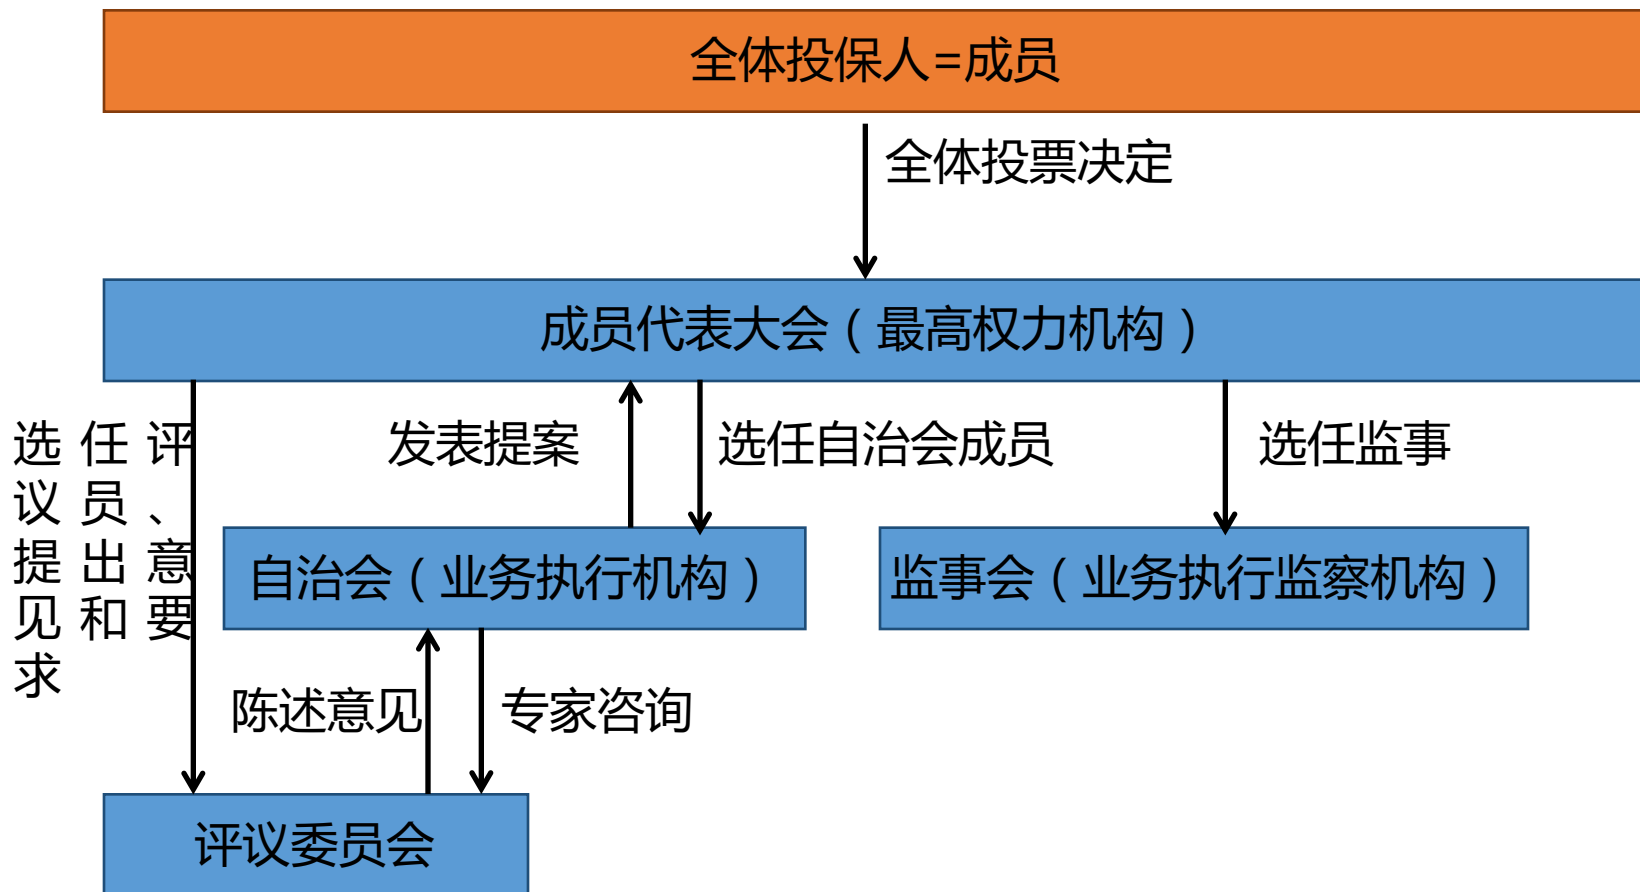 全体投保人=成员
全体投票决定
成员代表大会（最高权力机构）
选任评
议员、
提出意
见和要
求
发表提案
选任自治会成员
选任监事
自治会（业务执行机构）
监事会（业务执行监察机构）
陈述意见
专家咨询
评议委员会